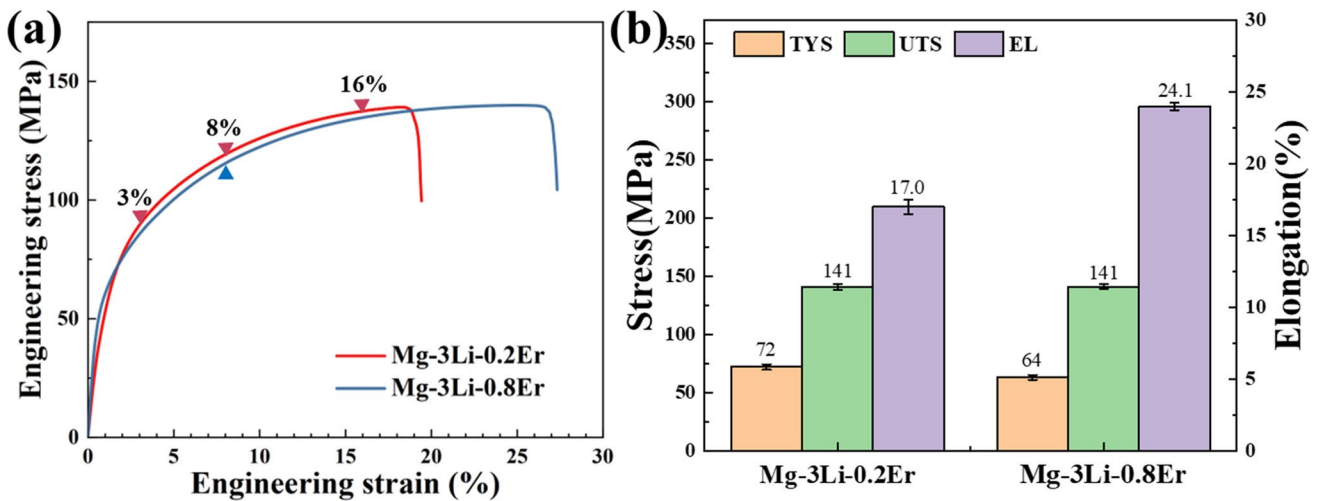 (a)
Engineering stress (MPa)
150
100
50
0
3%
8%
16%
Mg-3Li-0.2Er
Mg-3Li-0.8Er
0 5 10 15 20 25 30
Engineering strain (%)
(b)
Stress(MPa)
350
300
250
200
150
100
50
0
TYS UTS EL
72 141 17.0
64 141 24.1
30
25
20
15
10
5
0
Elongation(%)
Mg-3Li-0.2Er Mg-3Li-0.8Er